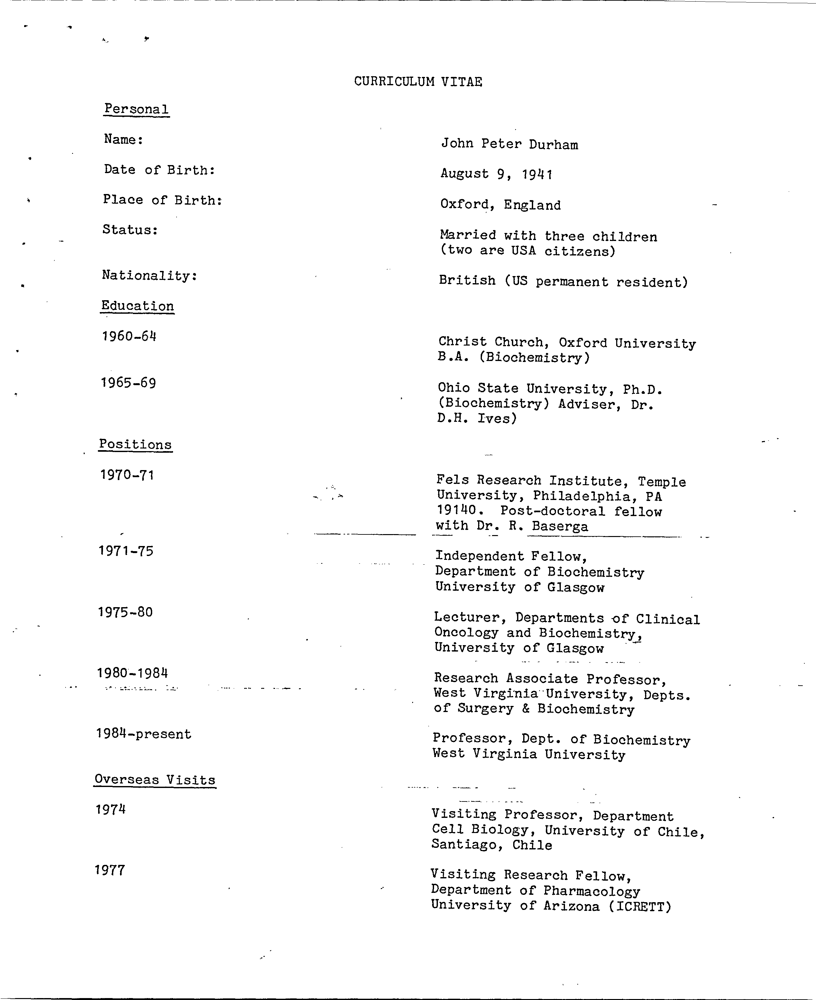 CURRICULUM VITAE
Personal
Name: John Peter Durham
Date of Birth: August 9, 1941
Place of Birth: Oxford, England
Status: Married with three children
(two are USA citizens)
Nationality: British (US permanent resident)
Education
1960-64 Christ Church, Oxford University
B.A. (Biochemistry)
1965-69 Ohio State University, Ph.D.
(Biochemistry) Adviser, Dr.
D.H. Ives)
Positions
1970-71 Fels Research Institute, Temple
University, Philadelphia, PA
19140. Post-doctoral fellow
with Dr. R. Baserga
1971-75 Independent Fellow,
Department of Biochemistry
University of Glasgow
1975-80 Lecturer, Departments of Clinical
Oncology and Biochemistry,
University of Glasgow
1980-1984 Research Associate Professor,
West Virginia University, Depts.
of Surgery & Biochemistry
1984-present Professor, Dept. of Biochemistry
West Virginia University
Overseas Visits
1974 Visiting Professor, Department
Cell Biology, University of Chile,
Santiago, Chile
1977 Visiting Research Fellow,
Department of Pharmacology
University of Arizona (ICRETT)